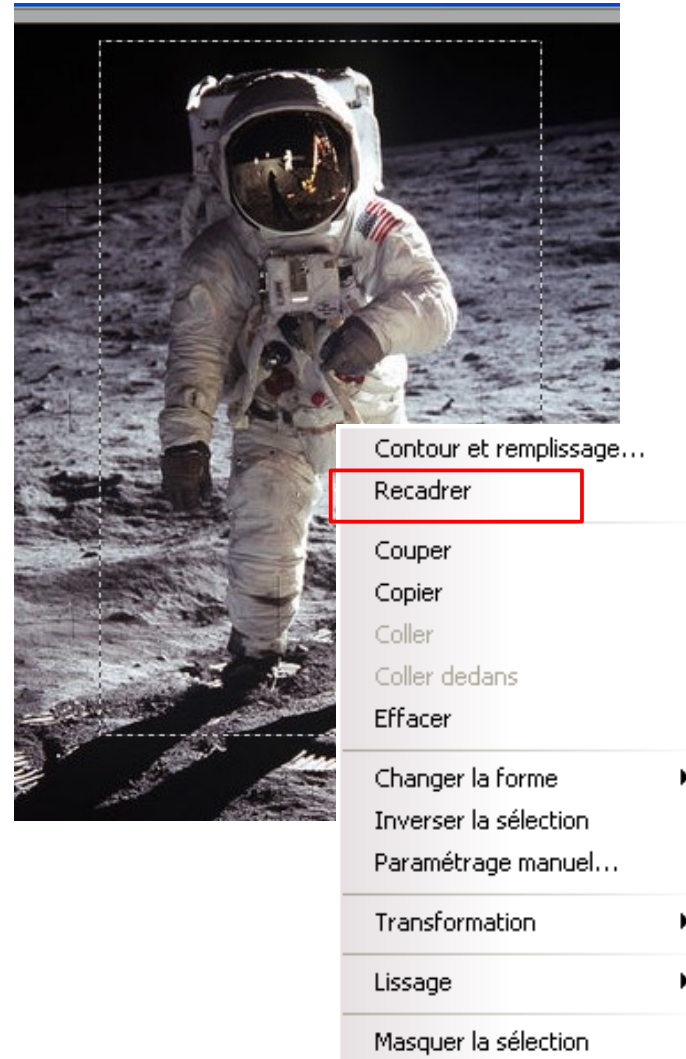 Contour et remplissage...
Recadrer
Couper
Copier
Coller
Coller dedans
Effacer
Changer la forme
Inverser la sélection
Paramétrage manuel...
Transformation
Lissage
Masquer la sélection